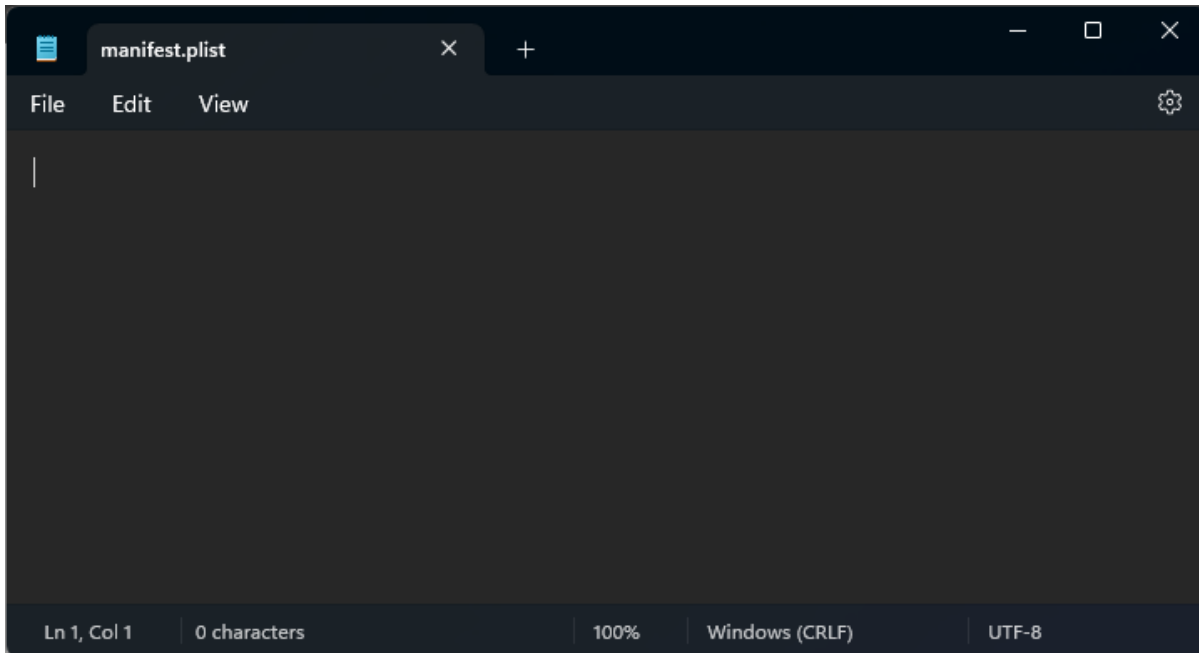 manifest.plist
File Edit View
Ln 1, Col 1 0 characters 100% Windows (CRLF) UTF-8